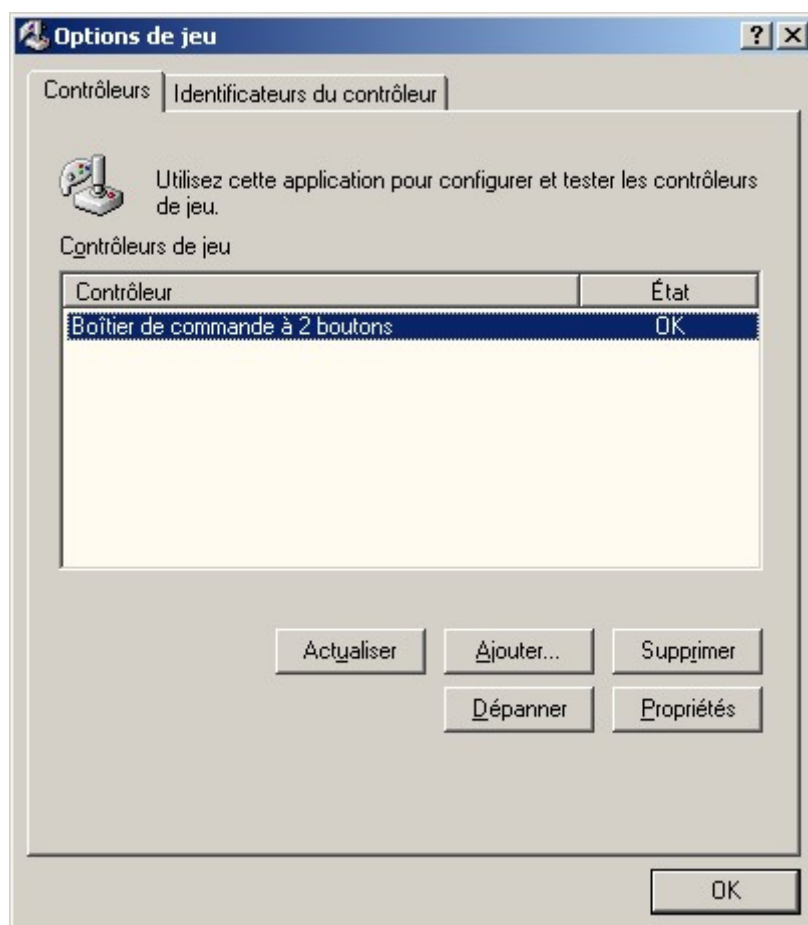 Options de jeu
Contrôleurs
Identificateurs du contrôleur
Utilisez cette application pour configurer et tester les contrôleurs
de jeu.
Contrôleurs de jeu
Contrôleur État
Boîtier de commande à 2 boutons OK
Actualiser Ajouter... Supprimer
Dépanner Propriétés
OK